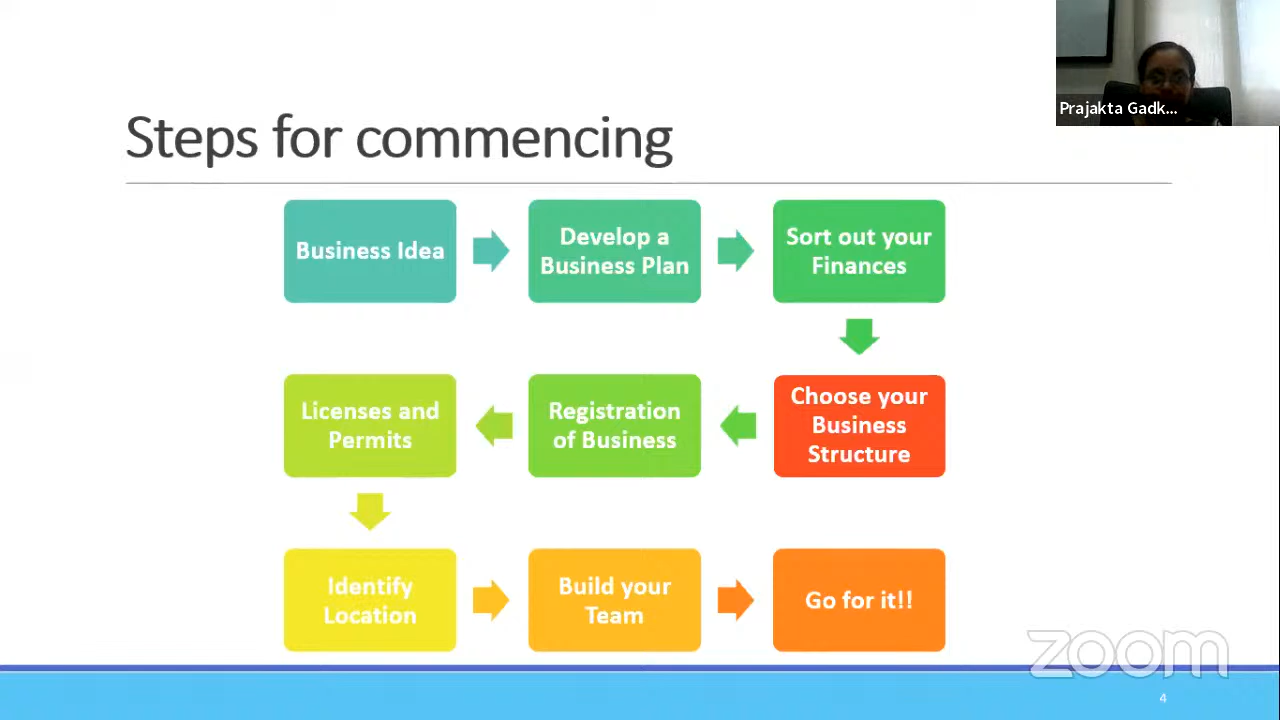 Prajakta Gadk...
Steps for commencing
Business Idea
Develop a
Business Plan
Sort out your
Finances
Choose your
Business
Structure
Registration
of Business
Licenses and
Permits
Identify
Location
Build your
Team
Go for it!!
zoom
4